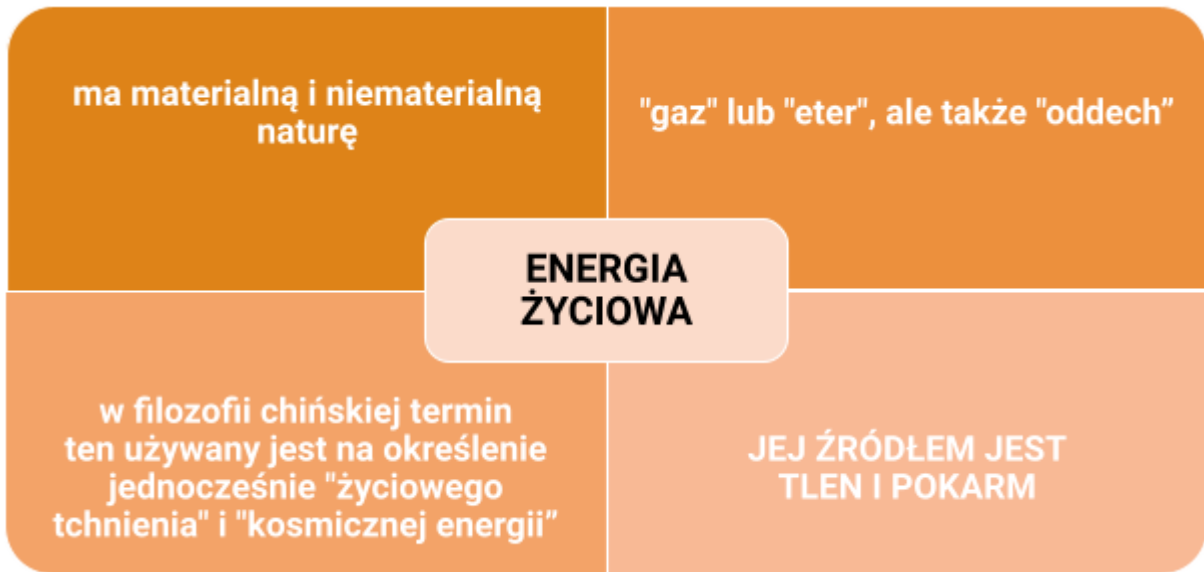 ma materialną i niematerialną
naturę
"gaz" lub "eter", ale także "oddech”
ENERGIA
ŻYCIOWA
w filozofii chińskiej termin
ten używany jest na określenie
jednocześnie "życiowego
tchnienia" i "kosmicznej energii”
JEJ ŹRÓDŁEM JEST
TLEN I POKARM